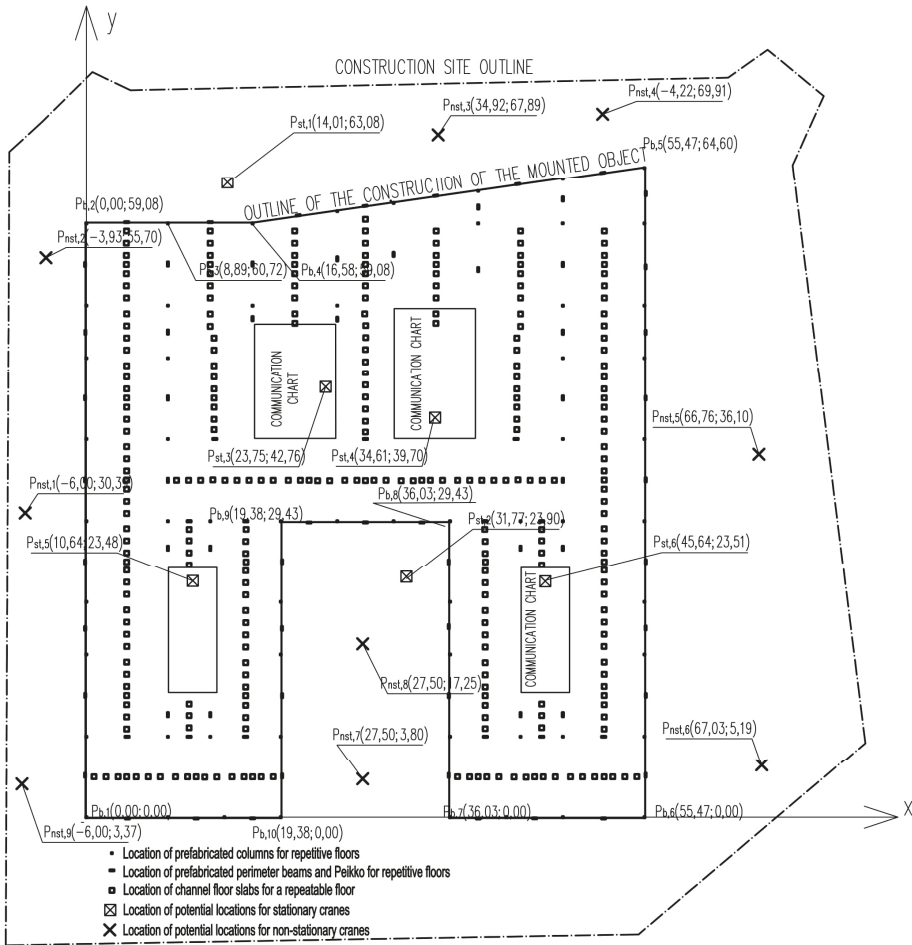 y
CONSTRUCTION SITE OUTLINE
Pnst,4(-4,22;69,91)
Pnst,3(34,92;67,89)
Pst,1(14,01;63,08)
Pb,5(55,47;64,60)
OUTLINE OF THE CONSTRUCTION OF THE MOUNTED OBJECT
Pb,2(0,00;59,08)
Pnst,2(-3,93;55,70)
(8,89;60,72)
Pb,4(16,58;59,08)
COMMUNICATION CHART
COMMUNICATION CHART
Pnst,5(66,76;36,10)
Pst,3(23,75;42,76)
Pst,4(34,61;39,70)
Pnst,1(-6,00;30,39)
Pb,8(36,03;29,43)
Pb,9(19,38;29,43)
Pst,2(31,77;23,90)
Pst,5(10,64;23,48)
Pst,6(45,64;23,51)
COMMUNICATION CHART
Pnst,8(27,50;17,25)
Pnst,7(27,50;3,80)
Pnst,6(67,03;5,19)
x
Pb,1(0,00;0,00)
Pb,7(36,03;0,00)
Pb,6(55,47;0,00)
Pnst,9(-6,00;3,37)
Pb,10(19,38;0,00)
Location of prefabricated columns for repetitive floors
Location of prefabricated perimeter beams and Peikko for repetitive floors
Location of channel floor slabs for a repeatable floor
Location of potential locations for stationary cranes
Location of potential locations for non-stationary cranes